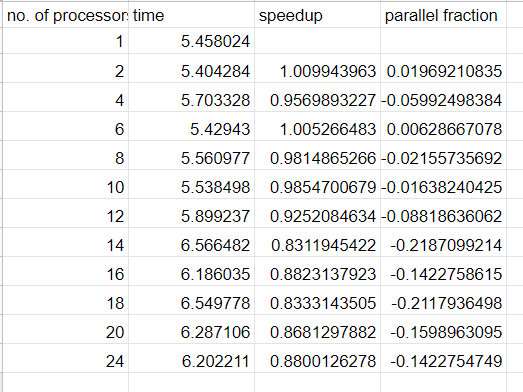 no. of processors time speedup parallel fraction
1 5.458024
2 5.404284 1.009943963 0.01969210835
4 5.703328 0.9569893227 -0.05992498384
6 5.42943 1.005266483 0.00628667078
8 5.560977 0.9814865266 -0.02155735692
10 5.538498 0.9854700679 -0.01638240425
12 5.899237 0.9252084634 -0.08818636062
14 6.566482 0.8311945422 -0.2187099214
16 6.186035 0.8823137923 -0.1422758615
18 6.549778 0.8333143505 -0.2117936498
20 6.287106 0.8681297882 -0.1598963095
24 6.202211 0.8800126278 -0.1422754749